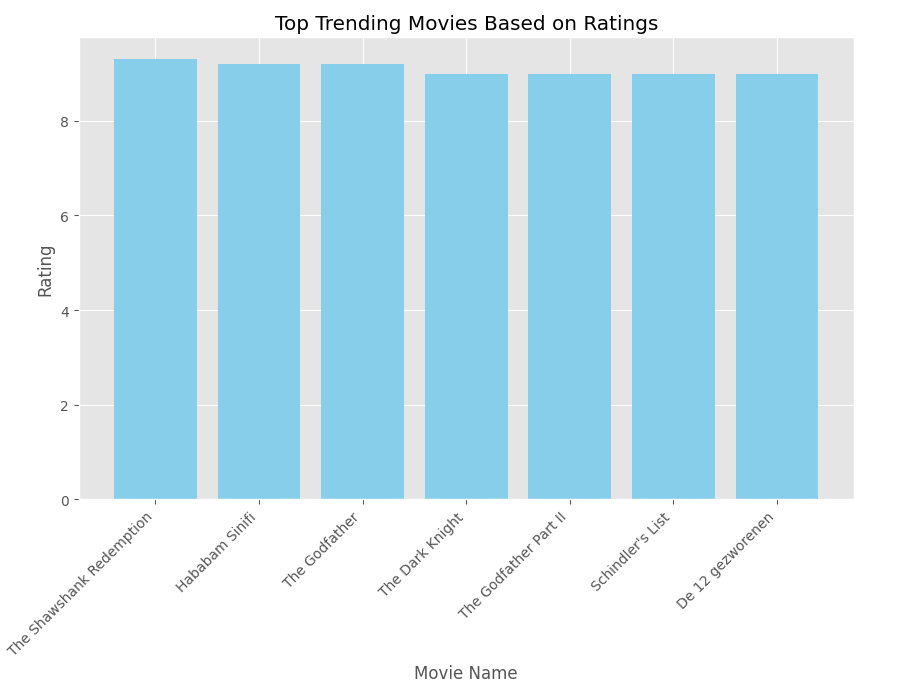 Top Trending Movies Based on Ratings
Rating
8
6
4
2
0
The Shawshank Redemption
Hababam Sinifi
The Godfather
The Dark Knight
The Godfather Part II
Schindler's List
De 12 gezworenen
Movie Name